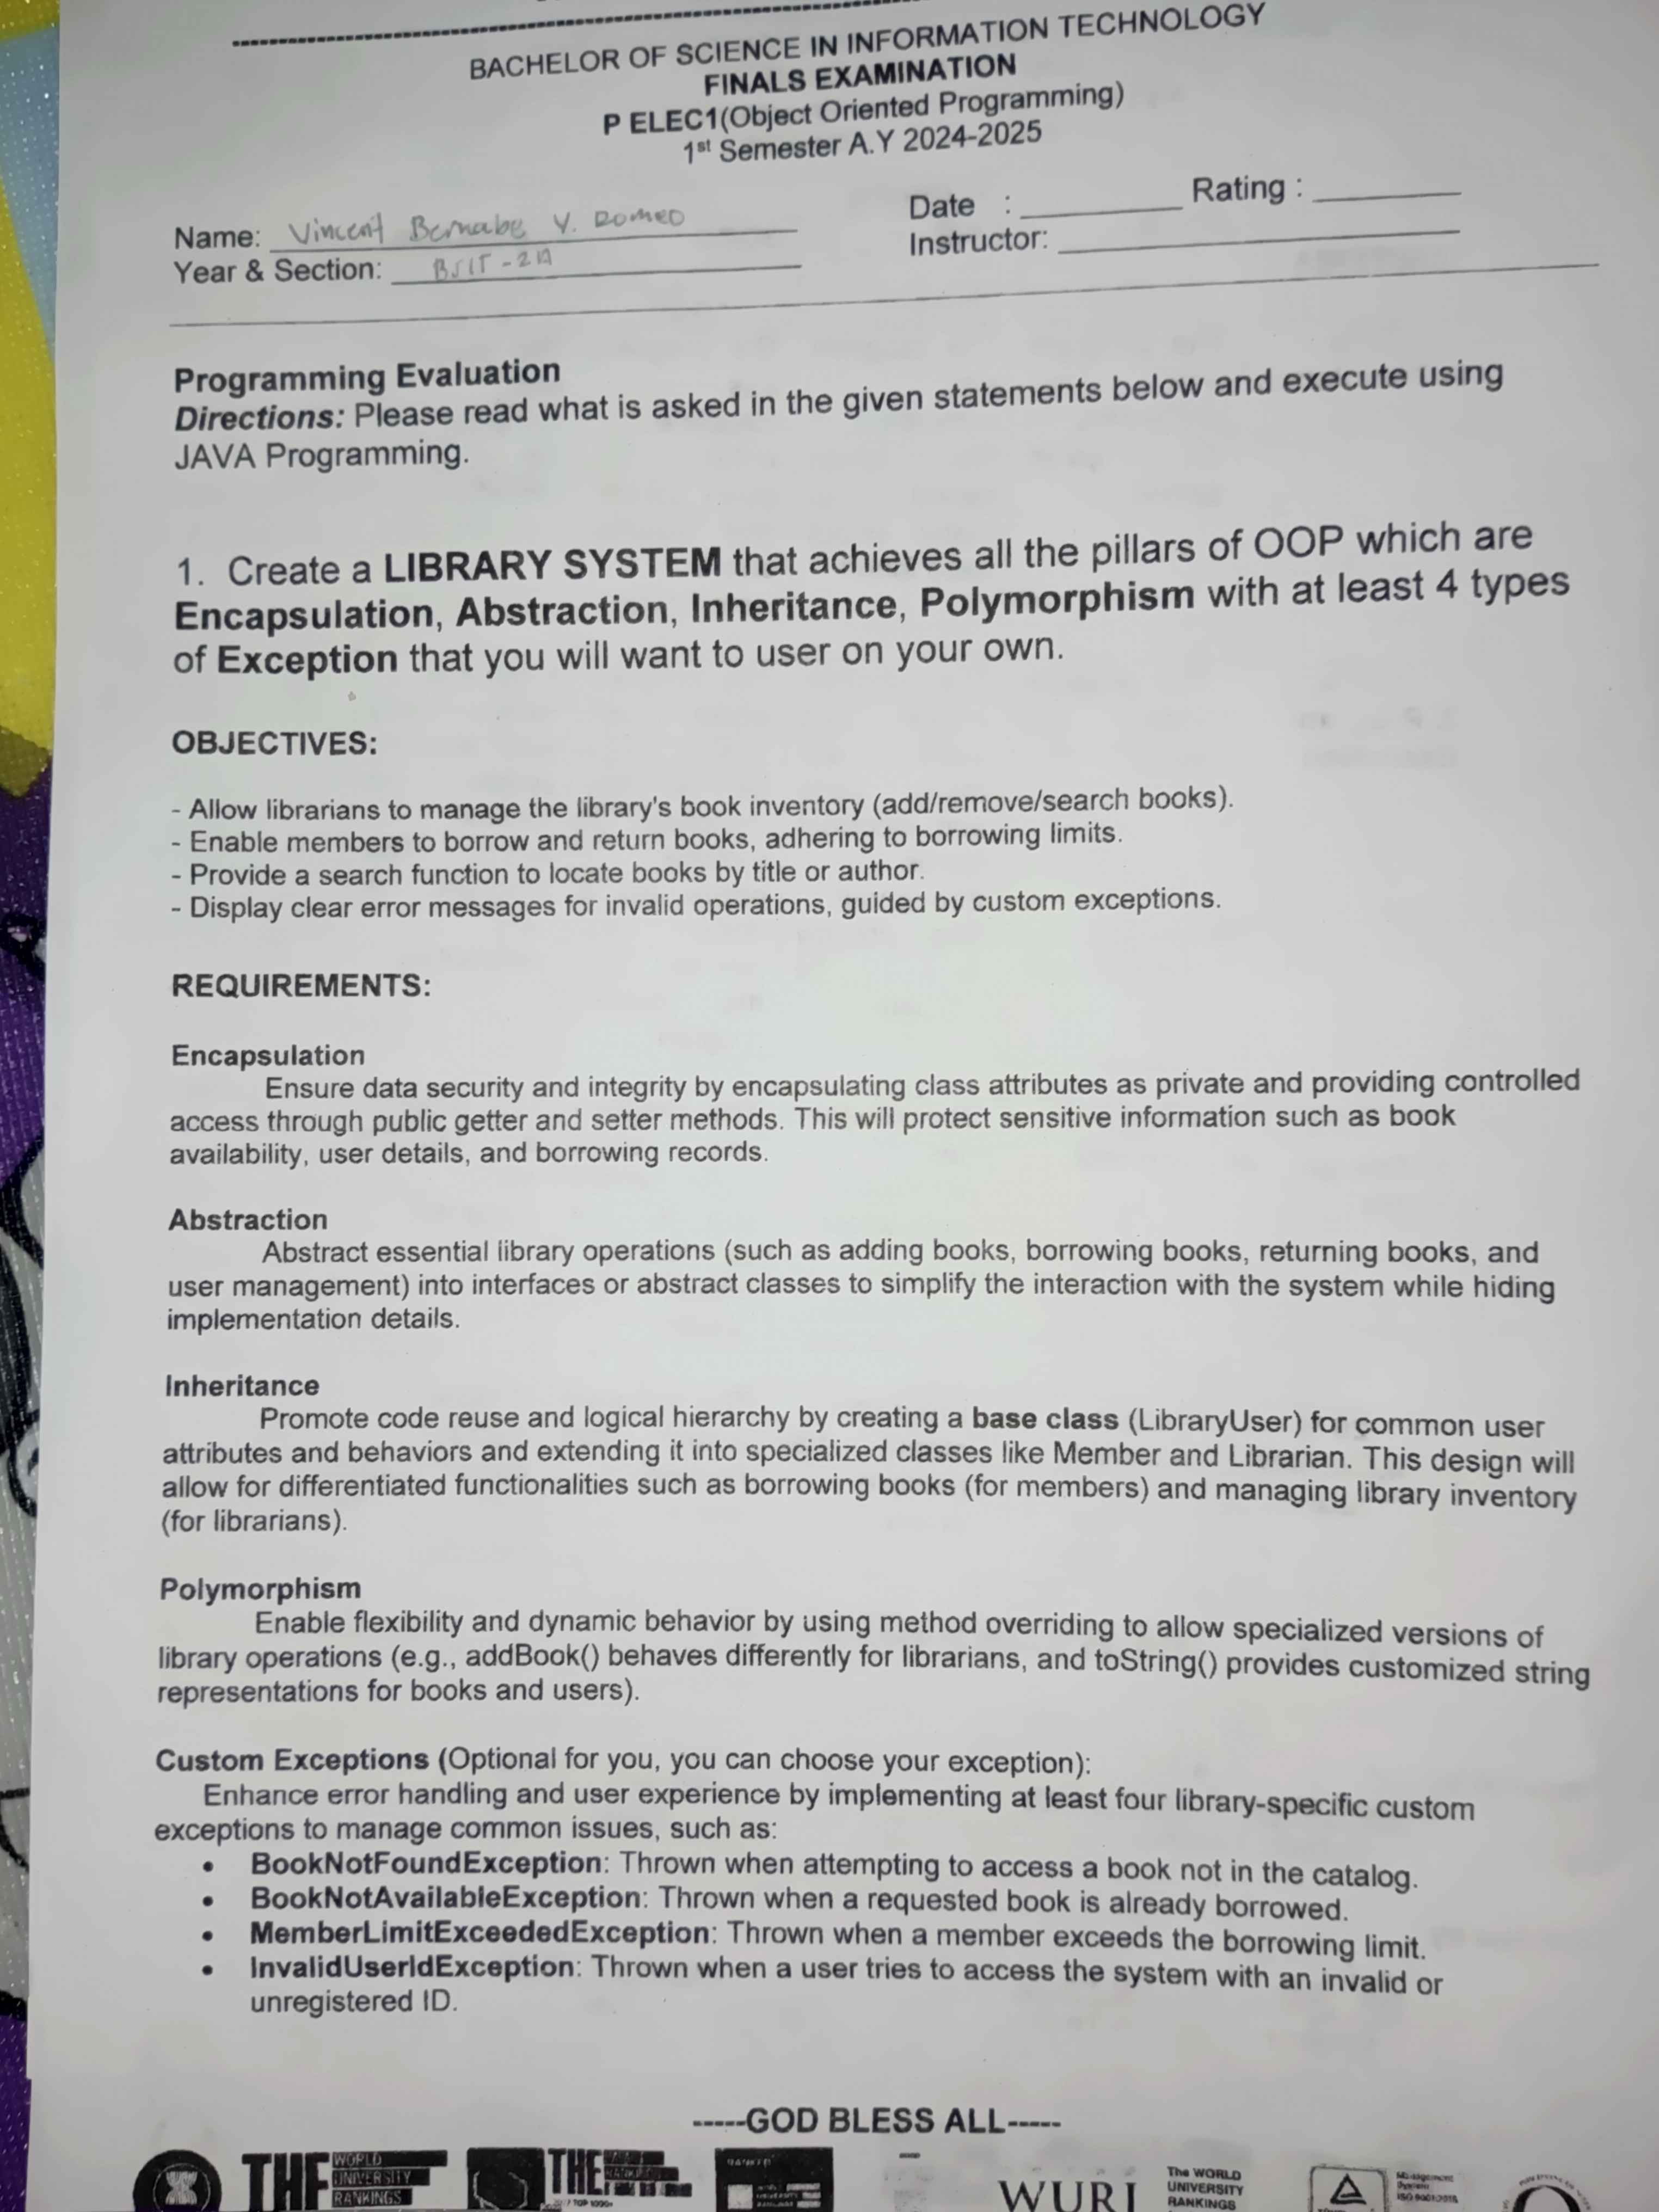 BACHELOR OF SCIENCE IN INFORMATION TECHNOLOGY
FINALS EXAMINATION
P ELEC1(Object Oriented Programming)
1st Semester A.Y 2024-2025
Name: Vincent Bernabe V. Romeo
Date : Rating :
Year & Section: BSIT-2A
Instructor:
Programming Evaluation
Directions: Please read what is asked in the given statements below and execute using
JAVA Programming.
1. Create a LIBRARY SYSTEM that achieves all the pillars of OOP which are
Encapsulation, Abstraction, Inheritance, Polymorphism with at least 4 types
of Exception that you will want to user on your own.
OBJECTIVES:
- Allow librarians to manage the library's book inventory (add/remove/search books).
- Enable members to borrow and return books, adhering to borrowing limits.
- Provide a search function to locate books by title or author.
- Display clear error messages for invalid operations, guided by custom exceptions.
REQUIREMENTS:
Encapsulation
Ensure data security and integrity by encapsulating class attributes as private and providing controlled
access through public getter and setter methods. This will protect sensitive information such as book
availability, user details, and borrowing records.
Abstraction
Abstract essential library operations (such as adding books, borrowing books, returning books, and
user management) into interfaces or abstract classes to simplify the interaction with the system while hiding
implementation details.
Inheritance
Promote code reuse and logical hierarchy by creating a base class (LibraryUser) for common user
attributes and behaviors and extending it into specialized classes like Member and Librarian. This design will
allow for differentiated functionalities such as borrowing books (for members) and managing library inventory
(for librarians).
Polymorphism
Enable flexibility and dynamic behavior by using method overriding to allow specialized versions of
library operations (e.g., addBook() behaves differently for librarians, and toString() provides customized string
representations for books and users).
Custom Exceptions (Optional for you, you can choose your exception):
Enhance error handling and user experience by implementing at least four library-specific custom
exceptions to manage common issues, such as:
• BookNotFoundException: Thrown when attempting to access a book not in the catalog.
• BookNotAvailableException: Thrown when a requested book is already borrowed.
• MemberLimitExceededException: Thrown when a member exceeds the borrowing limit.
• InvalidUserIdException: Thrown when a user tries to access the system with an invalid or
unregistered ID.
-----GOD BLESS ALL-----
THE WORLD UNIVERSITY RANKINGS
THE
WURI The WORLD UNIVERSITY RANKINGS